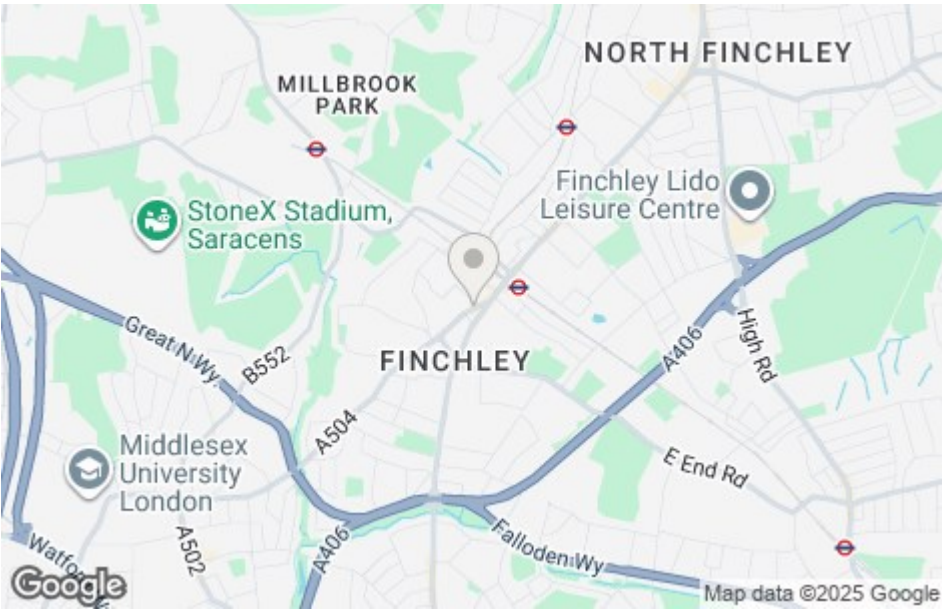 NORTH FINCHLEY
MILLBROOK
PARK
Finchley Lido
Leisure Centre
StoneX Stadium,
Saracens
Great N Wy.
B552
FINCHLEY
A406
High Rd
A504
Middlesex
University
London
E End Rd
A502
A406
Falloden Wy
Google
Map data ©2025 Google